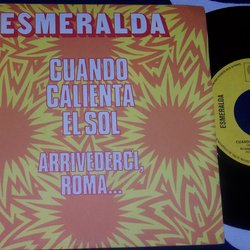 ESMERALDA
CUANDO
CALIENTA
EL SOL
ARRIVEDERCI,
ROMA...
ESMERALDA